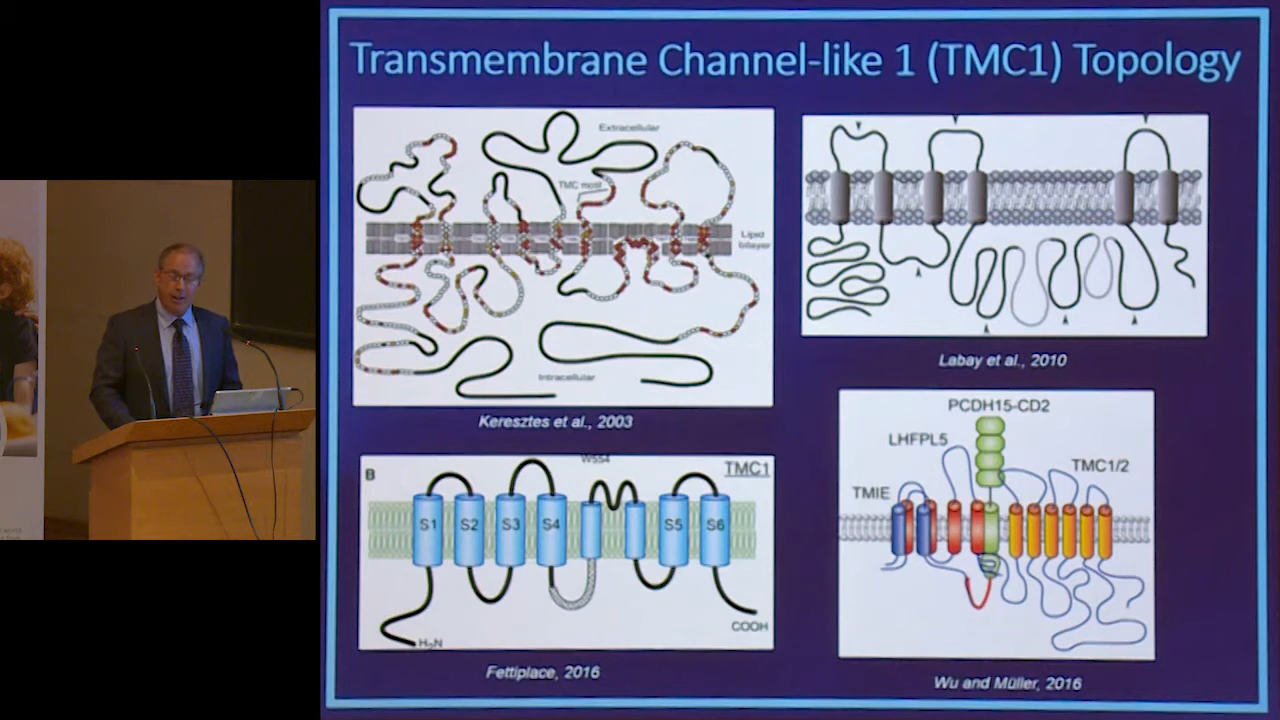 Transmembrane Channel-like 1 (TMC1) Topology
Extracellular
TMC motif
Lipid
bilayer
Intracellular
Keresztes et al., 2003
Labay et al., 2010
B
W554
TMC1
S1
S2
S3
S4
S5
S6
H₂N
COOH
Fettiplace, 2016
PCDH15-CD2
LHFPL5
TMC1/2
TMIE
Wu and Müller, 2016